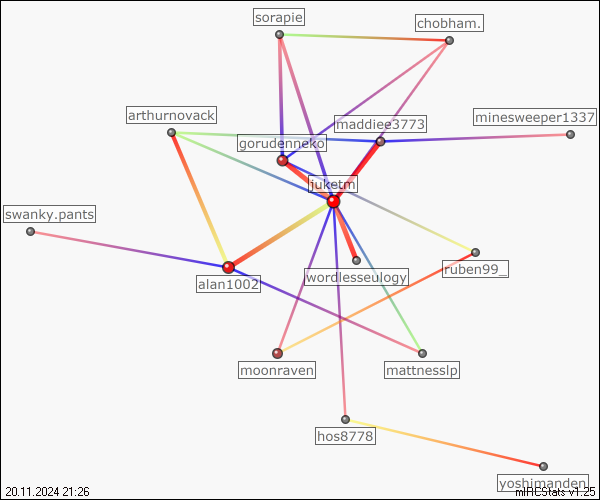 sorapie
chobham.
arthurnovack
minesweeper1337
maddiee3773
gorudenneko
juketm
swanky.pants
ruben99_
wordlesseulogy
alan1002
moonraven
mattnesslp
hos8778
yoshimanden
20.11.2024 21:26
mIRCStats v1.25